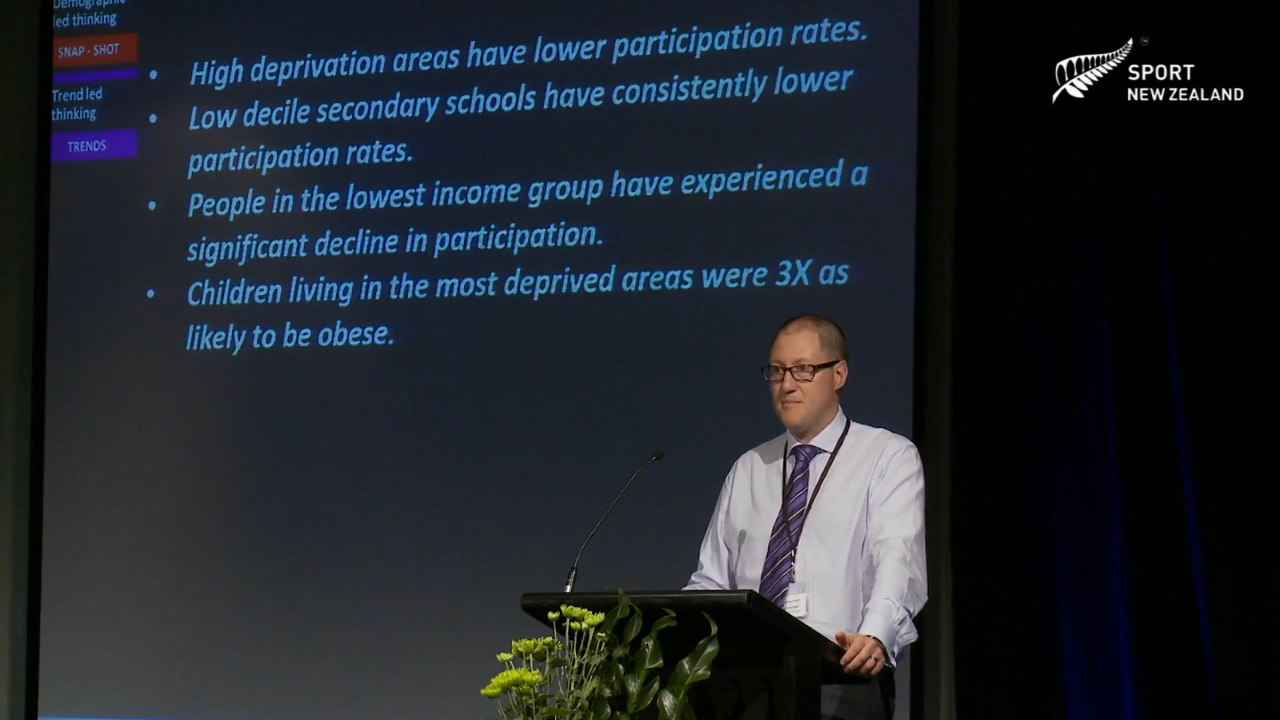 Demographic
led thinking
SNAP - SHOT
Trend led
thinking
TRENDS
• High deprivation areas have lower participation rates.
• Low decile secondary schools have consistently lower
participation rates.
• People in the lowest income group have experienced a
significant decline in participation.
• Children living in the most deprived areas were 3X as
likely to be obese.
SPORT
NEW ZEALAND